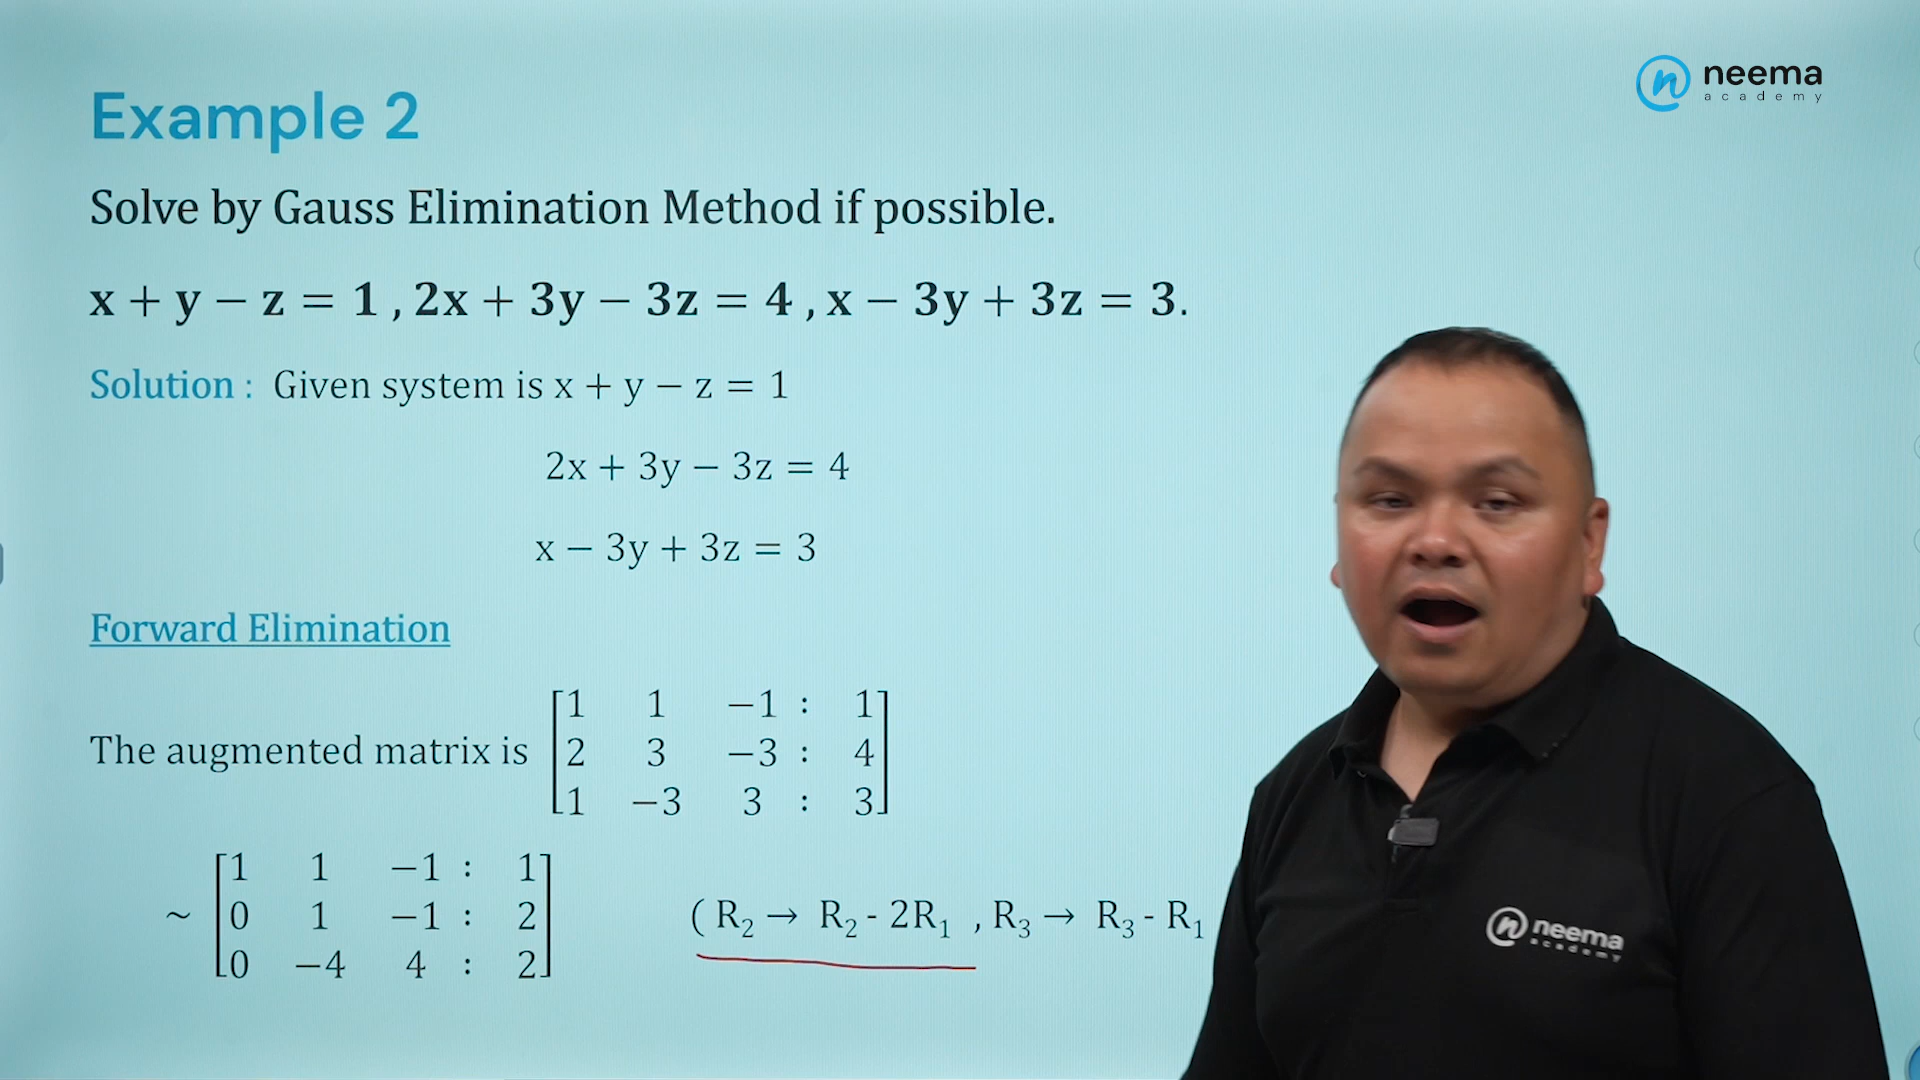 neema
academy
Example 2
Solve by Gauss Elimination Method if possible.
x + y − z = 1 , 2x + 3y − 3z = 4 , x − 3y + 3z = 3.
Solution : Given system is x + y − z = 1
2x + 3y − 3z = 4
x − 3y + 3z = 3
Forward Elimination
The augmented matrix is
[1 1 −1 : 1]
[2 3 −3 : 4]
[1 −3 3 : 3]
~
[1 1 −1 : 1]
[0 1 −1 : 2]
[0 −4 4 : 2]
( R₂ → R₂ - 2R₁ , R₃ → R₃ - R₁
neema
academy